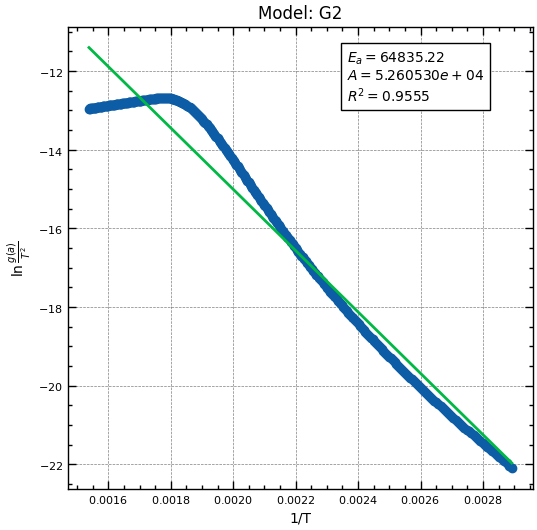 Model: G2
E_a = 64835.22
A = 5.260530e + 04
R^2 = 0.9555
−12
−14
−16
−18
−20
−22
ln g(a)/T^2
0.0016 0.0018 0.0020 0.0022 0.0024 0.0026 0.0028
1/T